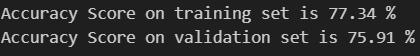 Accuracy Score on training set is 77.34 %
Accuracy Score on validation set is 75.91 %